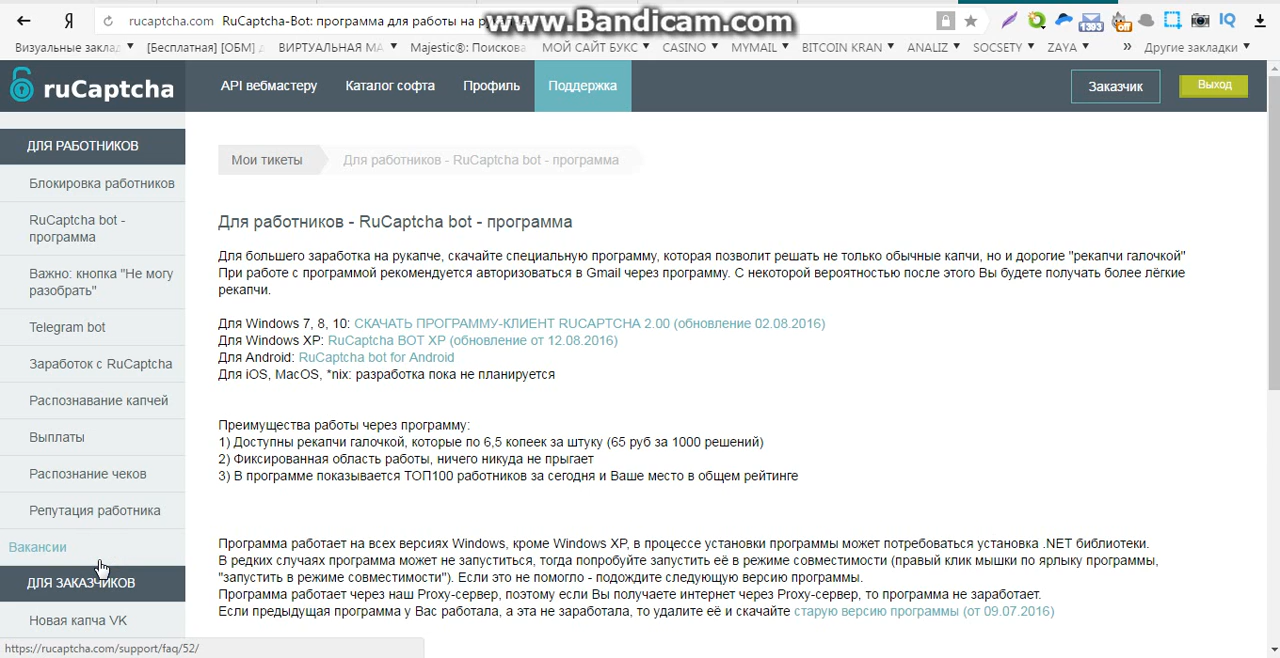 Я
rucaptcha.com RuCaptcha-Bot: программа для работы на
www.Bandicam.com
1393
off
IQ
Визуальные заклад
[Бесплатная] [ОБМ]
ВИРТУАЛЬНАЯ МА
Majestic®: Поискова
МОЙ САЙТ БУКС
CASINO
MYMAIL
BITCOIN KRAN
ANALIZ
SOCSETY
ZAYA
»
Другие закладки
ruCaptcha
API вебмастеру
Каталог софта
Профиль
Поддержка
Заказчик
Выход
ДЛЯ РАБОТНИКОВ
Блокировка работников
RuCaptcha bot -
программа
Важно: кнопка "Не могу
разобрать"
Telegram bot
Заработок с RuCaptcha
Распознавание капчей
Выплаты
Распознание чеков
Репутация работника
Вакансии
ДЛЯ ЗАКАЗЧИКОВ
Новая капча VK
https://rucaptcha.com/support/faq/52/
Мои тикеты
Для работников - RuCaptcha bot - программа
Для работников - RuCaptcha bot - программа
Для большего заработка на рукапче, скачайте специальную программу, которая позволит решать не только обычные капчи, но и дорогие "рекапчи галочкой"
При работе с программой рекомендуется авторизоваться в Gmail через программу. С некоторой вероятностью после этого Вы будете получать более лёгкие
рекапчи.
Для Windows 7, 8, 10: СКАЧАТЬ ПРОГРАММУ-КЛИЕНТ RUCAPTCHA 2.00 (обновление 02.08.2016)
Для Windows XP: RuCaptcha BOT XP (обновление от 12.08.2016)
Для Android: RuCaptcha bot for Android
Для iOS, MacOS, *nix: разработка пока не планируется
Преимущества работы через программу:
1) Доступны рекапчи галочкой, которые по 6,5 копеек за штуку (65 руб за 1000 решений)
2) Фиксированная область работы, ничего никуда не прыгает
3) В программе показывается ТОП100 работников за сегодня и Ваше место в общем рейтинге
Программа работает на всех версиях Windows, кроме Windows XP, в процессе установки программы может потребоваться установка .NET библиотеки.
В редких случаях программа может не запуститься, тогда попробуйте запустить её в режиме совместимости (правый клик мышки по ярлыку программы,
"запустить в режиме совместимости"). Если это не помогло - подождите следующую версию программы.
Программа работает через наш Proxy-сервер, поэтому если Вы получаете интернет через Proxy-сервер, то программа не заработает.
Если предыдущая программа у Вас работала, а эта не заработала, то удалите её и скачайте старую версию программы (от 09.07.2016)